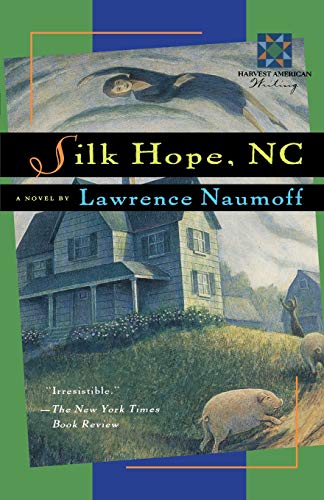 HARVEST AMERICAN
Writing
Silk Hope, NC
A NOVEL BY Lawrence Naumoff
"Irresistible."
—The New York Times
Book Review